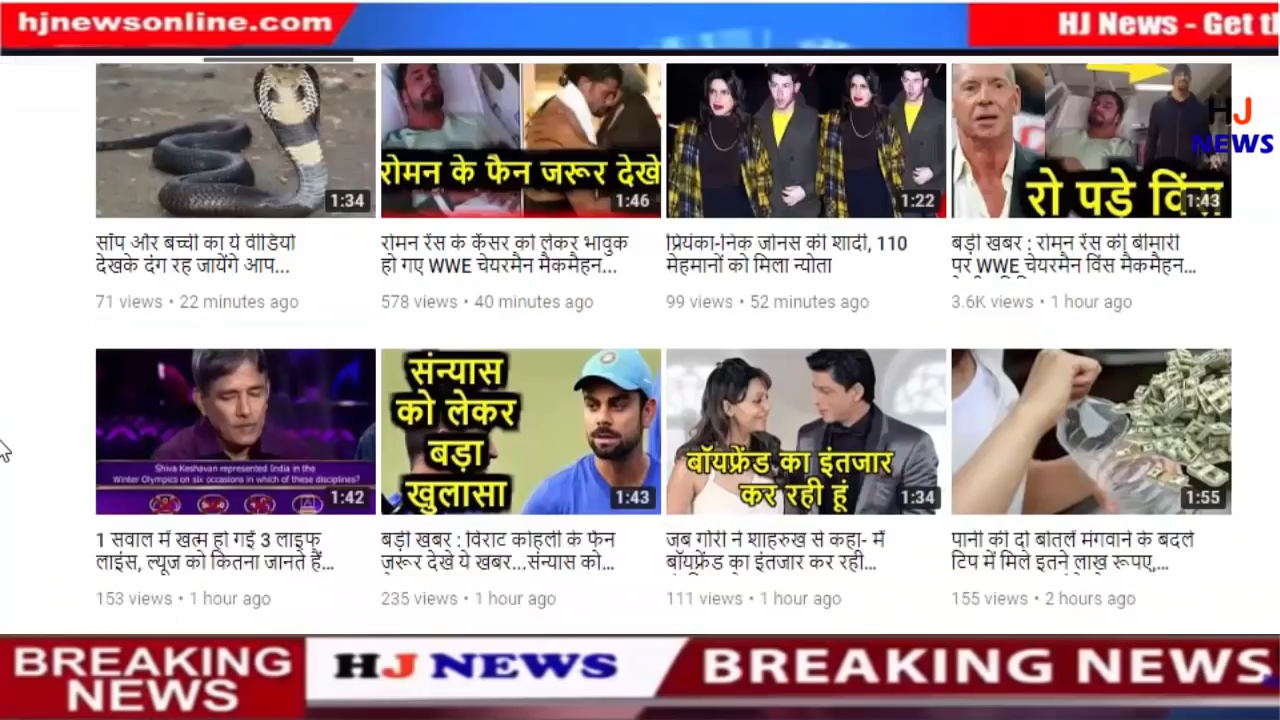 hjnewsonline.com
HJ News - Get th
HJ
NEWS
रोमन के फैन जरूर देखे
रो पड़े विंस
1:34
1:46
1:22
1:43
साँप और बच्ची का ये वीडियो
देखके दंग रह जायेंगे आप...
71 views • 22 minutes ago
रोमन रेंस के कैंसर को लेकर भावुक
हो गए WWE चेयरमैन मैकमैहन...
578 views • 40 minutes ago
प्रियंका-निक जोनस की शादी, 110
मेहमानों को मिला न्योता
99 views • 52 minutes ago
बड़ी खबर : रोमन रेंस की बीमारी
पर WWE चेयरमैन विंस मैकमैहन...
3.6K views • 1 hour ago
Shiva Keshavan represented India in the
Winter Olympics on six occasions in which of these disciplines?
1:42
संन्यास
को लेकर
बड़ा
खुलासा
1:43
बॉयफ्रेंड का इंतजार
कर रही हूं
1:34
1:55
1 सवाल में खत्म हो गईं 3 लाइफ
लाइंस, ल्यूज को कितना जानते हैं...
153 views • 1 hour ago
बड़ी खबर : विराट कोहली के फैन
जरूर देखे ये खबर...संन्यास को...
235 views • 1 hour ago
जब गौरी ने शाहरुख से कहा- मैं
बॉयफ्रेंड का इंतजार कर रही...
111 views • 1 hour ago
पानी की दो बोतलें मंगवाने के बदले
टिप में मिले इतने लाख रूपए,...
155 views • 2 hours ago
BREAKING
NEWS
HJ NEWS
BREAKING NEWS